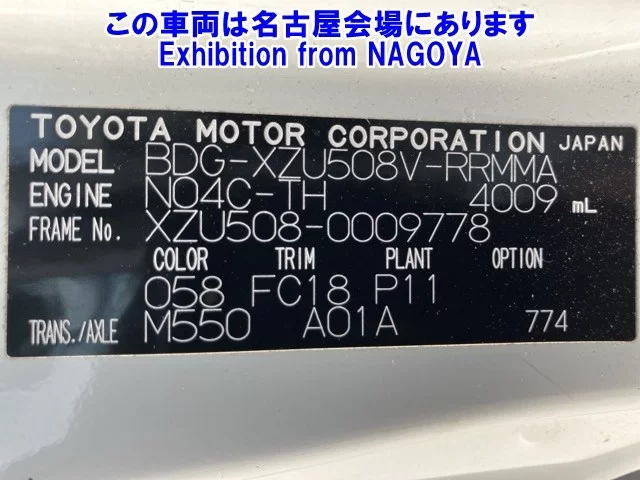 この車両は名古屋会場にあります
Exhibition from NAGOYA
TOYOTA MOTOR CORPORATION JAPAN
MODEL BDG-XZU508V-RRMMA
ENGINE N04C-TH 4009 mL
FRAME No. XZU508-0009778
COLOR TRIM PLANT OPTION
058 FC18 P11
TRANS./AXLE M550 A01A 774